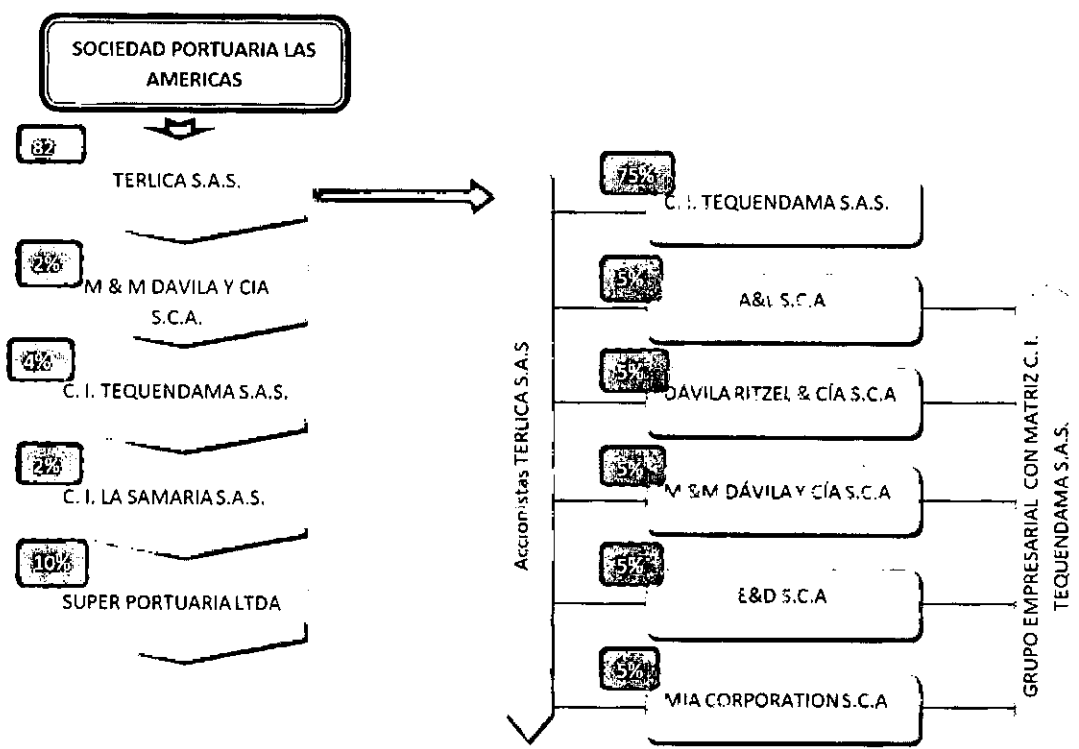 SOCIEDAD PORTUARIA LAS
AMERICAS
82
TERLICA S.A.S.
2%
M & M DAVILA Y CIA
S.C.A.
4%
C. I. TEQUENDAMA S.A.S.
2%
C. I. LA SAMARIA S.A.S.
10%
SUPER PORTUARIA LTDA
Accionistas TERLICA S.A.S
75%
C. I. TEQUENDAMA S.A.S.
5%
A&L S.C.A
5%
DÁVILA RITZEL & CÍA S.C.A
5%
M &M DÁVILA Y CÍA S.C.A
5%
E&D S.C.A
5%
MIA CORPORATION S.C.A
GRUPO EMPRESARIAL CON MATRIZ C. I.
TEQUENDAMA S.A.S.